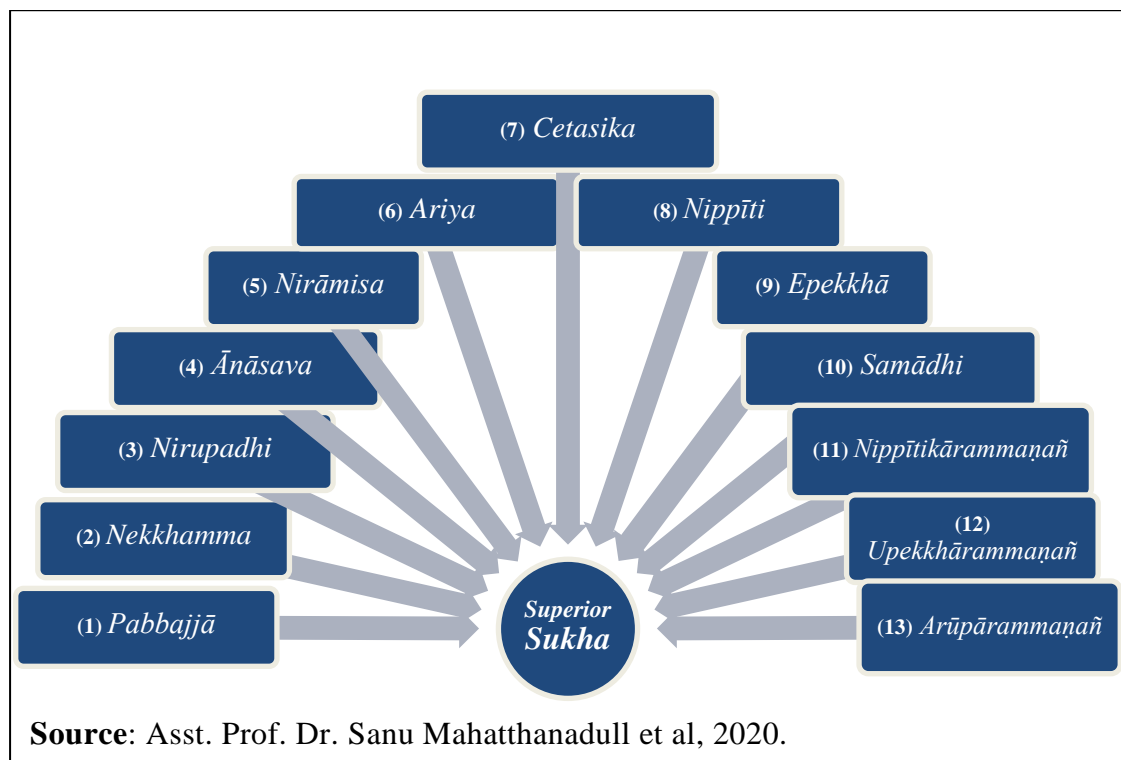 (7) Cetasika
(6) Ariya
(8) Nippīti
(5) Nirāmisa
(9) Epekkhā
(4) Ānāsava
(10) Samādhi
(3) Nirupadhi
(11) Nippītikārammaṇañ
(2) Nekkhamma
(12)
Upekkhārammaṇañ
(1) Pabbajjā
Superior
Sukha
(13) Arūpārammaṇañ
Source: Asst. Prof. Dr. Sanu Mahatthanadull et al, 2020.